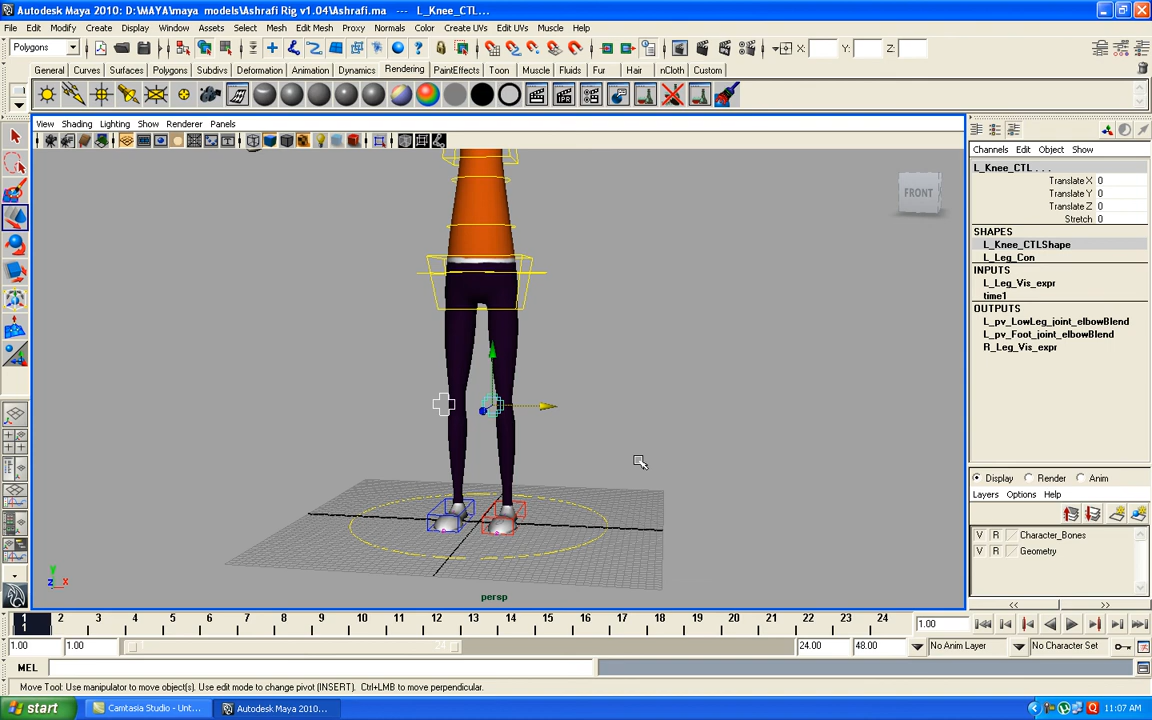 Autodesk Maya 2010: D:\MAYA\maya models\Ashrafi Rig v1.04\Ashrafi.ma --- L_Knee_CTL...
File Edit Modify Create Display Window Assets Select Mesh Edit Mesh Proxy Normals Color Create UVs Edit UVs Muscle Help
Polygons X: Y: Z:
General Curves Surfaces Polygons Subdivs Deformation Animation Dynamics Rendering PaintEffects Toon Muscle Fluids Fur Hair nCloth Custom
IPR
View Shading Lighting Show Renderer Panels
Channels Edit Object Show
L_Knee_CTL . . .
Translate X 0
Translate Y 0
Translate Z 0
Stretch 0
SHAPES
L_Knee_CTLShape
L_Leg_Con
INPUTS
L_Leg_Vis_expr
time1
OUTPUTS
L_pv_LowLeg_joint_elbowBlend
L_pv_Foot_joint_elbowBlend
R_Leg_Vis_expr
FRONT
y
z x
persp
Display Render Anim
Layers Options Help
V R Character_Bones
V R Geometry
<< >>
1 2 3 4 5 6 7 8 9 10 11 12 13 14 15 16 17 18 19 20 21 22 23 24
1 1.00
1.00 1.00 1 24 24.00 48.00 No Anim Layer No Character Set
MEL
Move Tool: Use manipulator to move object(s). Use edit mode to change pivot (INSERT). Ctrl+LMB to move perpendicular.
start Camtasia Studio - Unt... Autodesk Maya 2010... 11:07 AM